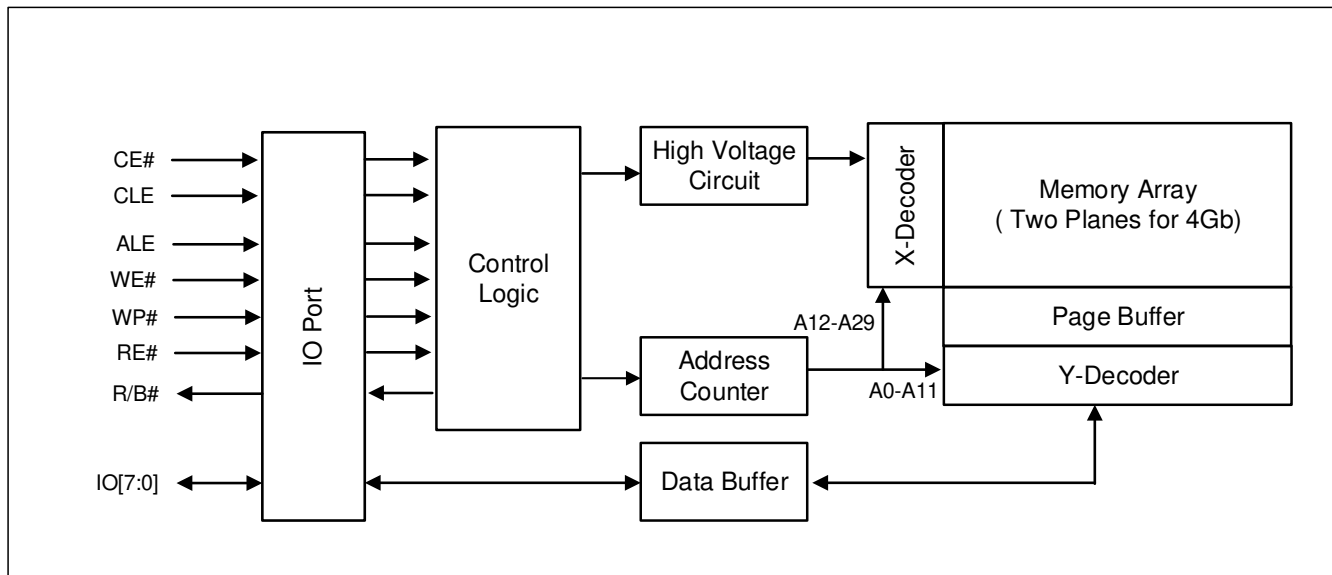 CE#
CLE
ALE
WE#
WP#
RE#
R/B#
IO[7:0]
IO Port
Control
Logic
High Voltage
Circuit
Address
Counter
Data Buffer
X-Decoder
A12-A29
A0-A11
Memory Array
( Two Planes for 4Gb)
Page Buffer
Y-Decoder